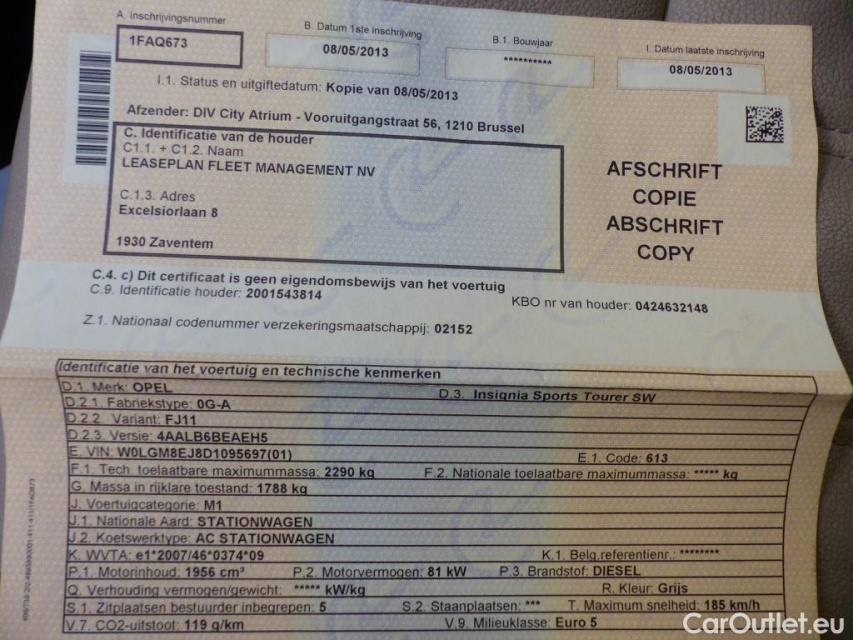 A. inschrijvingsnummer B. Datum 1ste inschrijving B.1. Bouwjaar I. Datum laatste inschrijving
1FAQ673 08/05/2013 ********** 08/05/2013
I.1. Status en uitgiftedatum: Kopie van 08/05/2013
Afzender: DIV City Atrium - Vooruitgangstraat 56, 1210 Brussel
C. Identificatie van de houder
C1.1. + C1.2. Naam
LEASEPLAN FLEET MANAGEMENT NV
C.1.3. Adres
Excelsiorlaan 8
1930 Zaventem
AFSCHRIFT
COPIE
ABSCHRIFT
COPY
C.4. c) Dit certificaat is geen eigendomsbewijs van het voertuig
C.9. Identificatie houder: 2001543814 KBO nr van houder: 0424632148
Z.1. Nationaal codenummer verzekeringsmaatschappij: 02152
Identificatie van het voertuig en technische kenmerken
D.1. Merk: OPEL D.3. Insignia Sports Tourer SW
D.2.1. Fabriekstype: 0G-A
D.2.2. Variant: FJ11
D.2.3. Versie: 4AALB6BEAEH5
E. VIN: W0LGM8EJ8D1095697(01) E.1. Code: 613
F.1. Tech. toelaatbare maximummassa: 2290 kg F.2. Nationale toelaatbare maximummassa: ***** kg
G. Massa in rijklare toestand: 1788 kg
J. Voertuigcategorie: M1
J.1. Nationale Aard: STATIONWAGEN
J.2. Koetswerktype: AC STATIONWAGEN
K. WVTA: e1*2007/46*0374*09 K.1. Belg.referentienr.: ********
P.1. Motorinhoud: 1956 cm³ P.2. Motorvermogen: 81 kW P.3. Brandstof: DIESEL
Q. Verhouding vermogen/gewicht: ***** kW/kg R. Kleur: Grijs
S.1. Zitplaatsen bestuurder inbegrepen: 5 S.2. Staanplaatsen: *** T. Maximum snelheid: 185 km/h
V.7. CO2-uitstoot: 119 g/km V.9. Milieuklasse: Euro 5
CarOutlet.eu